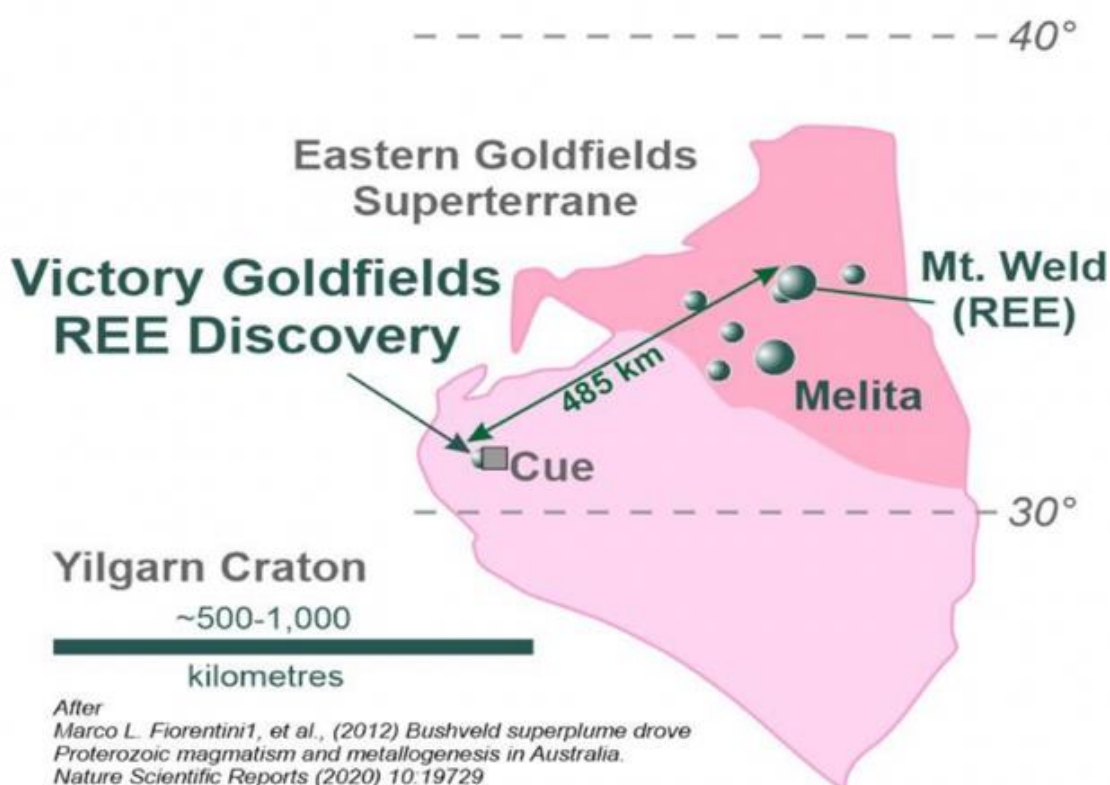 40°
Eastern Goldfields
Superterrane
Victory Goldfields
REE Discovery
Mt. Weld
(REE)
485 km
Melita
Cue
30°
Yilgarn Craton
~500-1,000
kilometres
After
Marco L. Fiorentini1, et al., (2012) Bushveld superplume drove
Proterozoic magmatism and metallogenesis in Australia.
Nature Scientific Reports (2020) 10:19729